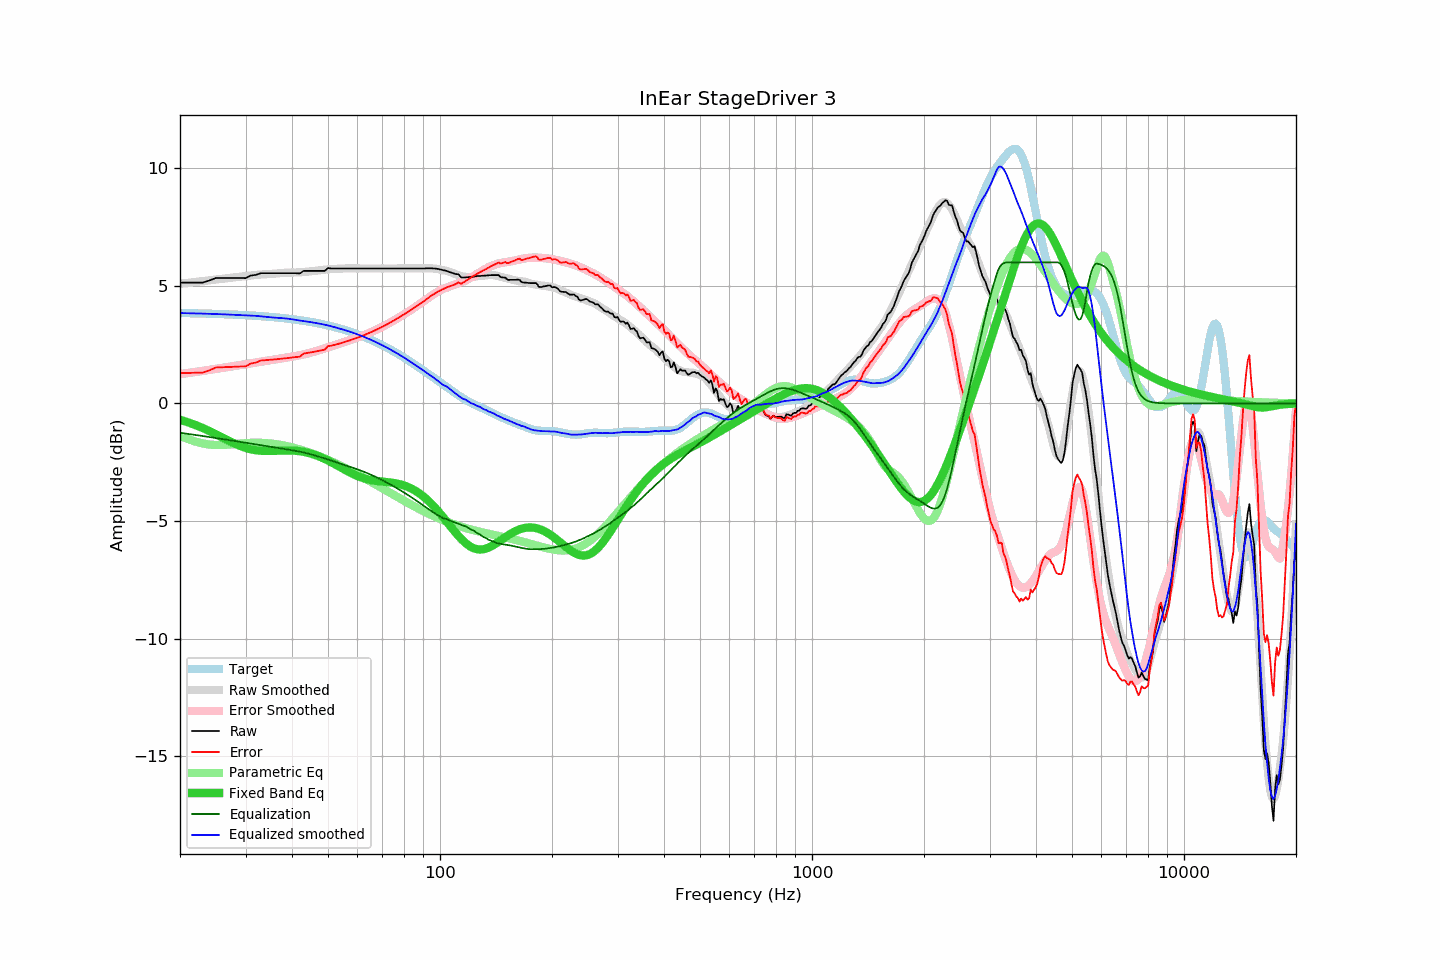 InEar StageDriver 3
10
5
0
−5
−10
−15
Amplitude (dBr)
Target
Raw Smoothed
Error Smoothed
Raw
Error
Parametric Eq
Fixed Band Eq
Equalization
Equalized smoothed
100
1000
10000
Frequency (Hz)